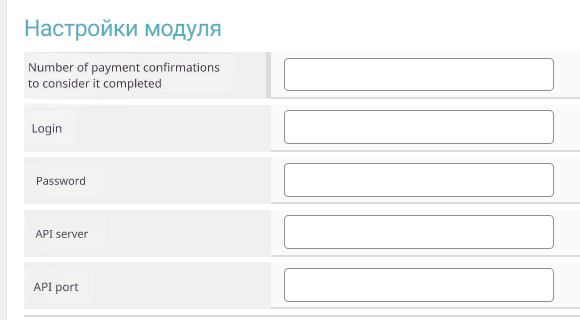 Настройки модуля
Number of payment confirmations
to consider it completed
Login
Password
API server
API port